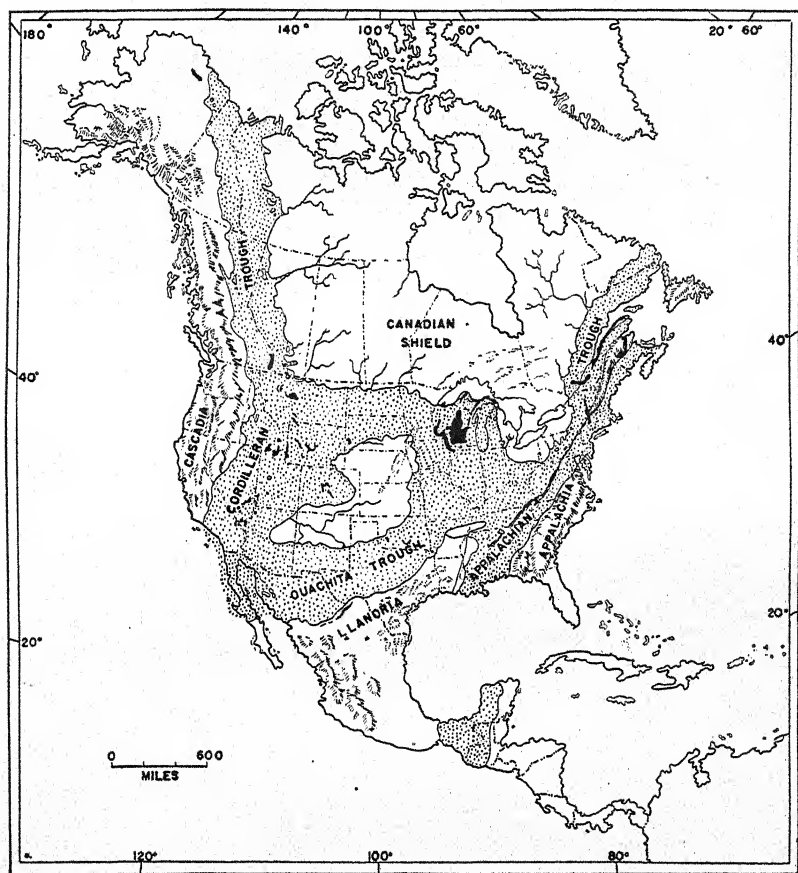 180° 140° 100° 60° 20° 60°
TROUGH
CANADIAN
SHIELD
TROUGH
40°
40°
CASCADIA
CORDILLERAN
APPALACHIAN
APPALACHIA
OUACHITA TROUGH
LLANORIA
20°
20°
0 600
MILES
120° 100° 80°